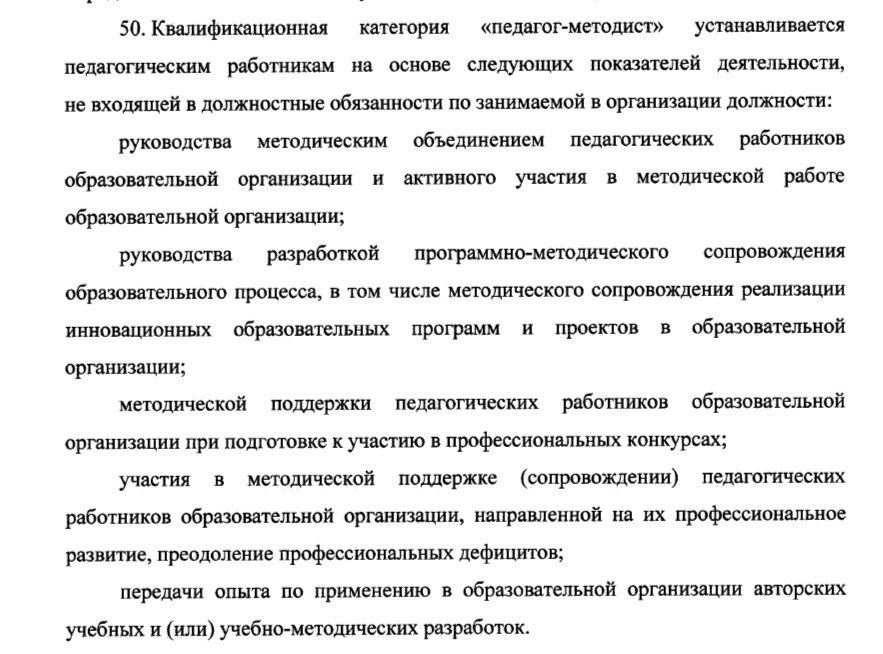 50. Квалификационная категория «педагог-методист» устанавливается
педагогическим работникам на основе следующих показателей деятельности,
не входящей в должностные обязанности по занимаемой в организации должности:
руководства методическим объединением педагогических работников
образовательной организации и активного участия в методической работе
образовательной организации;
руководства разработкой программно-методического сопровождения
образовательного процесса, в том числе методического сопровождения реализации
инновационных образовательных программ и проектов в образовательной
организации;
методической поддержки педагогических работников образовательной
организации при подготовке к участию в профессиональных конкурсах;
участия в методической поддержке (сопровождении) педагогических
работников образовательной организации, направленной на их профессиональное
развитие, преодоление профессиональных дефицитов;
передачи опыта по применению в образовательной организации авторских
учебных и (или) учебно-методических разработок.